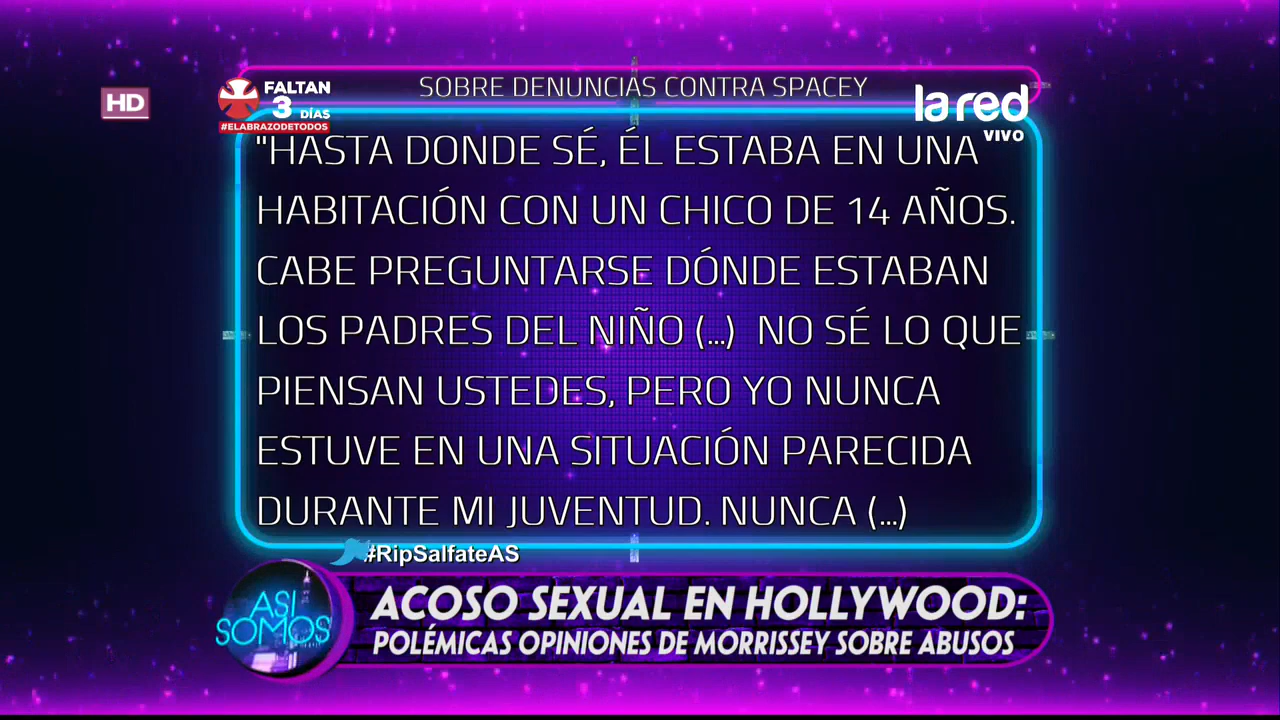 SOBRE DENUNCIAS CONTRA SPACEY
HD
FALTAN
3 DÍAS
#ELABRAZODETODOS
la red
VIVO
"HASTA DONDE SÉ, ÉL ESTABA EN UNA
HABITACIÓN CON UN CHICO DE 14 AÑOS.
CABE PREGUNTARSE DÓNDE ESTABAN
LOS PADRES DEL NIÑO (...) NO SÉ LO QUE
PIENSAN USTEDES, PERO YO NUNCA
ESTUVE EN UNA SITUACIÓN PARECIDA
DURANTE MI JUVENTUD. NUNCA (...)
#RipSalfateAS
ASI
SOMOS
ACOSO SEXUAL EN HOLLYWOOD:
POLÉMICAS OPINIONES DE MORRISSEY SOBRE ABUSOS